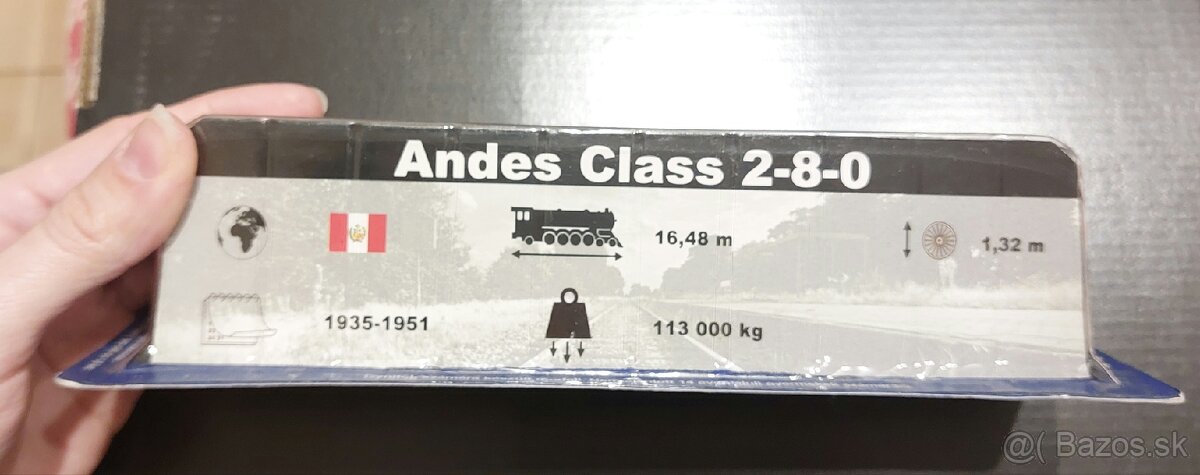 Andes Class 2-8-0
16,48 m
1,32 m
1935-1951
113 000 kg
@( Bazos.sk